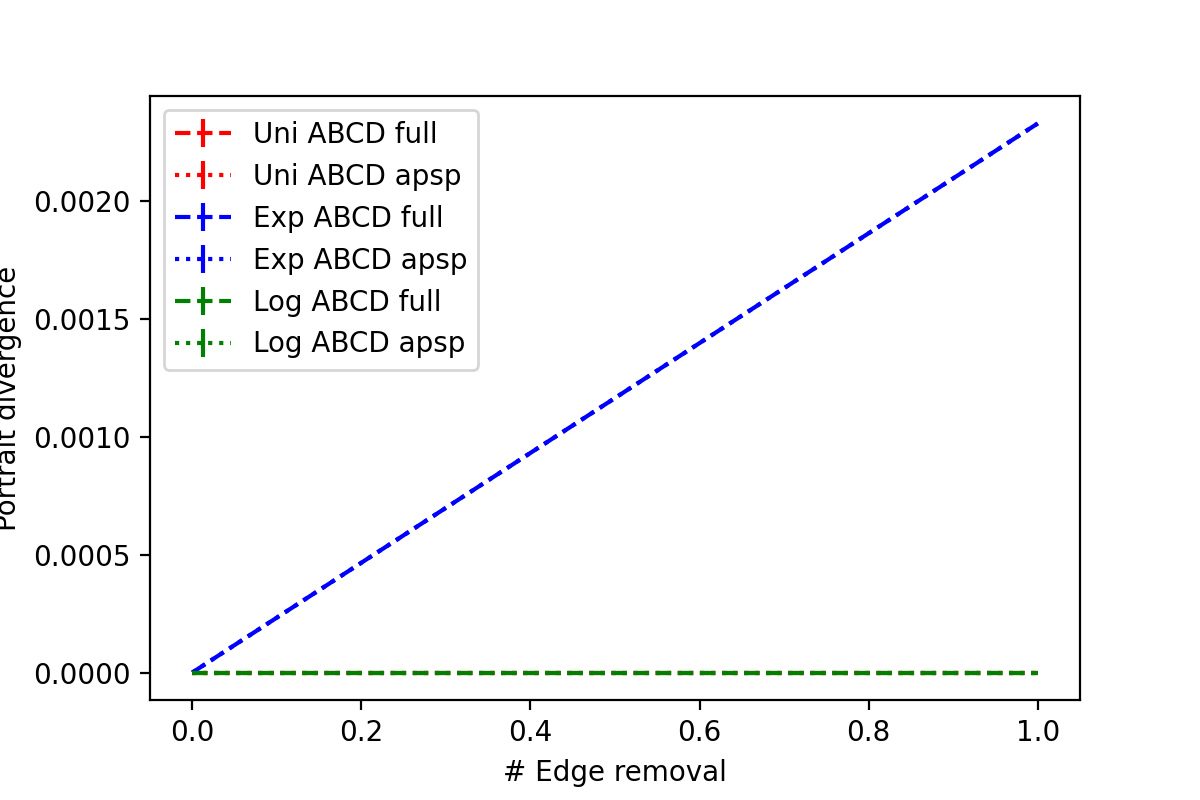 Uni ABCD full
Uni ABCD apsp
Exp ABCD full
Exp ABCD apsp
Log ABCD full
Log ABCD apsp
Portrait divergence
0.0020
0.0015
0.0010
0.0005
0.0000
0.0 0.2 0.4 0.6 0.8 1.0
# Edge removal